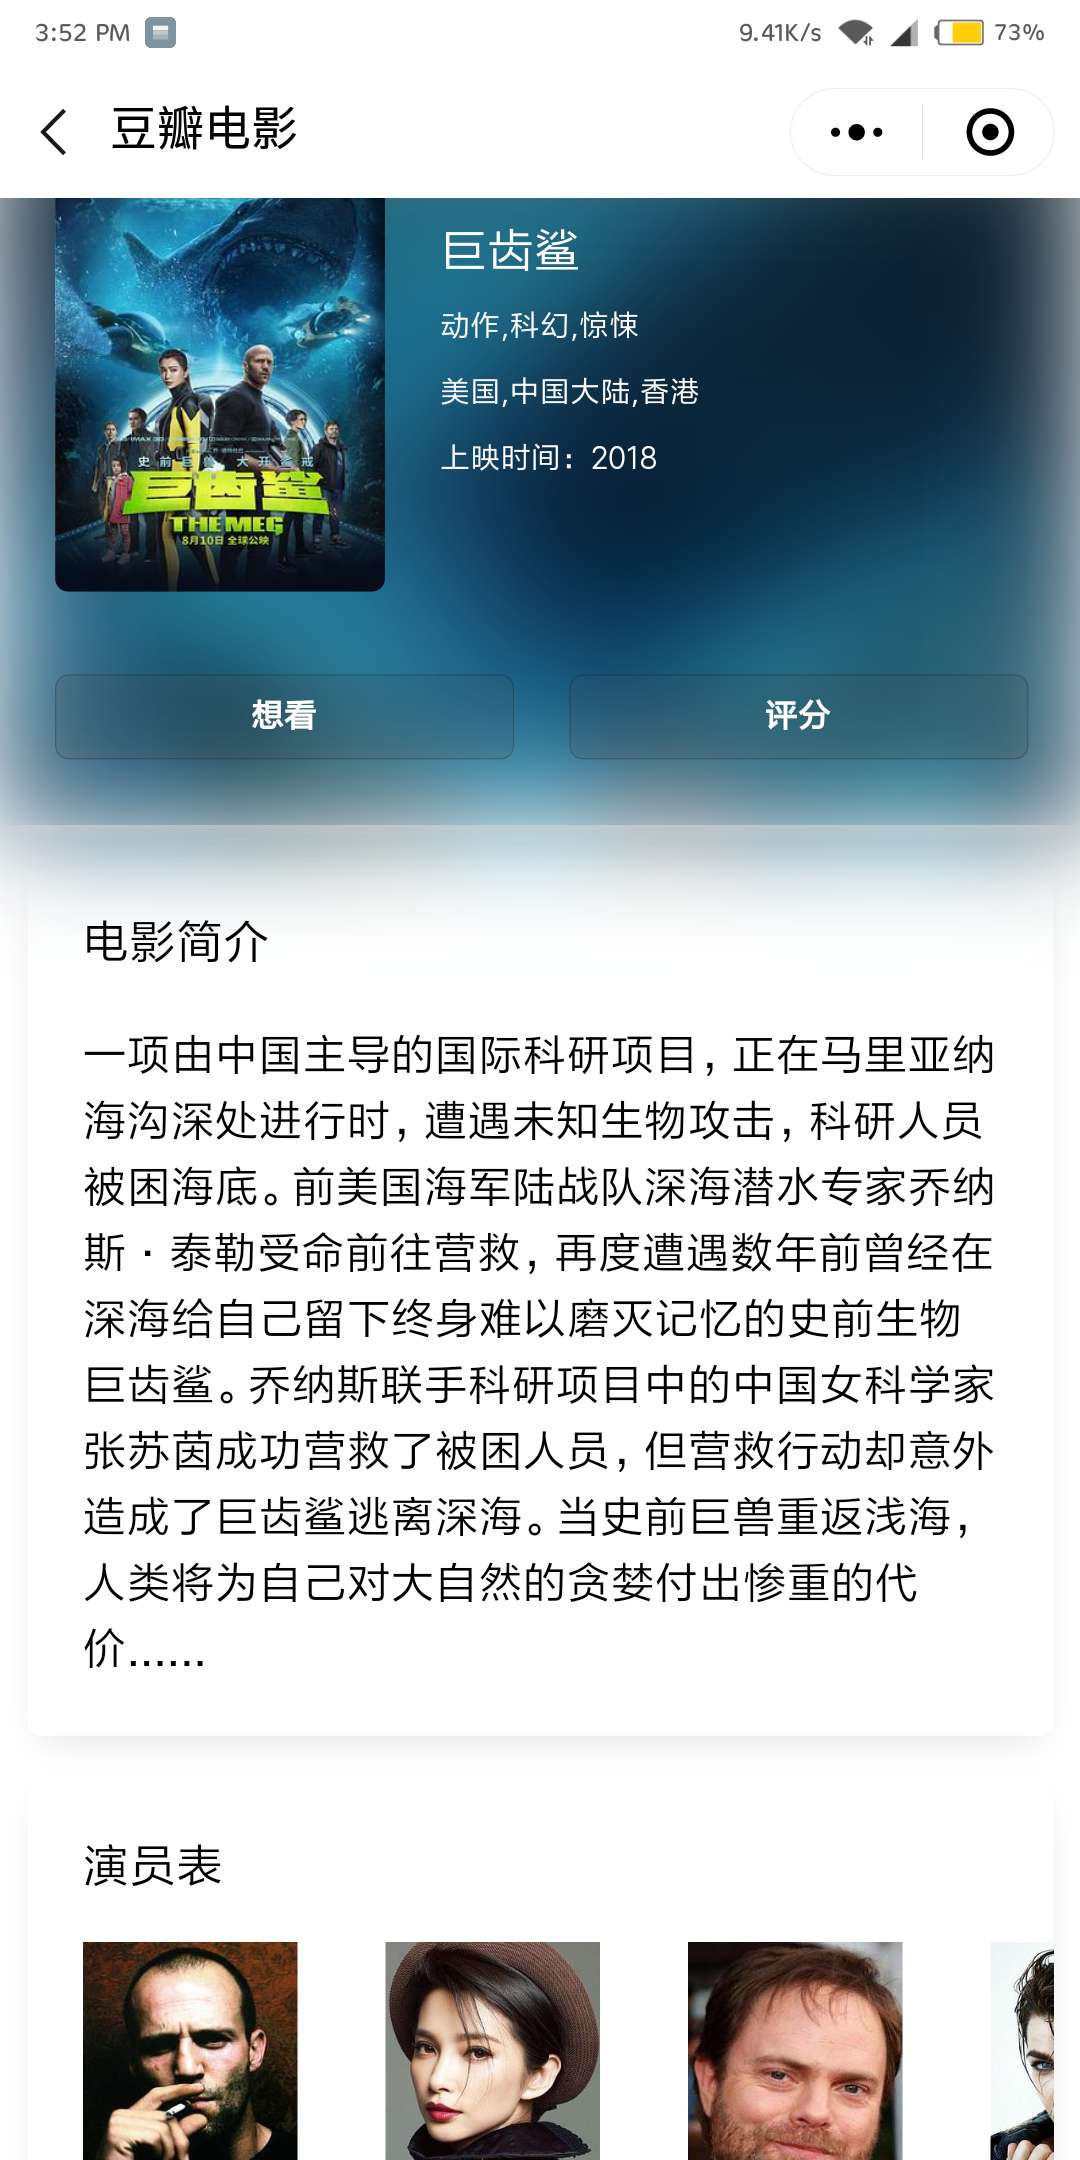 3:52 PM
9.41K/s
73%
豆瓣电影
巨齿鲨
动作,科幻,惊悚
美国,中国大陆,香港
上映时间：2018
史前巨兽 大开鲨戒
巨齿鲨
THE MEG
8月10日 全球公映
想看
评分
电影简介
一项由中国主导的国际科研项目，正在马里亚纳
海沟深处进行时，遭遇未知生物攻击，科研人员
被困海底。前美国海军陆战队深海潜水专家乔纳
斯·泰勒受命前往营救，再度遭遇数年前曾经在
深海给自己留下终身难以磨灭记忆的史前生物
巨齿鲨。乔纳斯联手科研项目中的中国女科学家
张苏茵成功营救了被困人员，但营救行动却意外
造成了巨齿鲨逃离深海。当史前巨兽重返浅海，
人类将为自己对大自然的贪婪付出惨重的代
价……
演员表